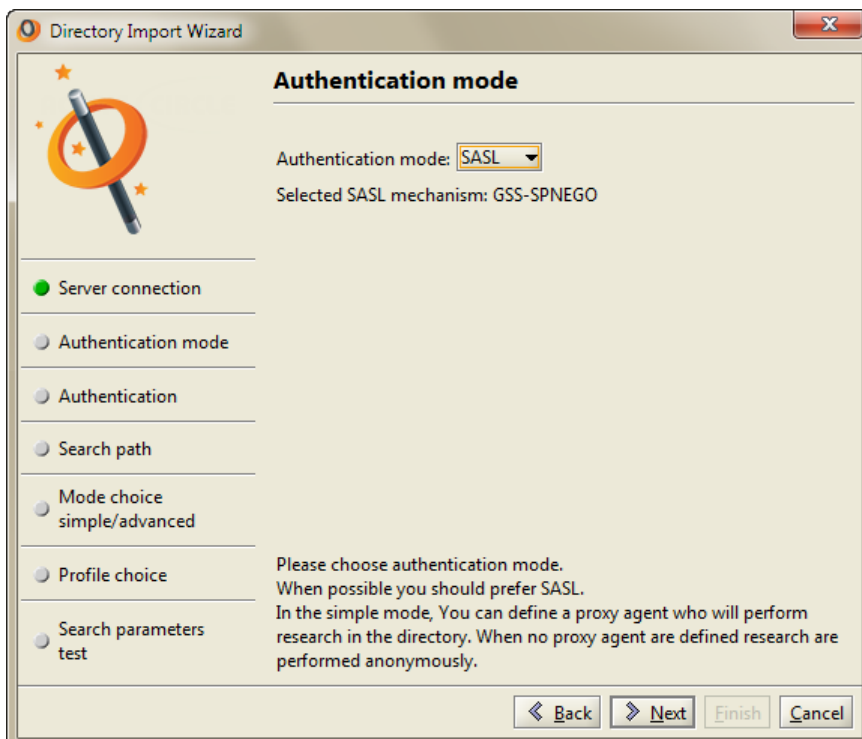 Directory Import Wizard
Authentication mode
Authentication mode: SASL
Selected SASL mechanism: GSS-SPNEGO
Server connection
Authentication mode
Authentication
Search path
Mode choice
simple/advanced
Profile choice
Search parameters
test
Please choose authentication mode.
When possible you should prefer SASL.
In the simple mode, You can define a proxy agent who will perform
research in the directory. When no proxy agent are defined research are
performed anonymously.
Back Next Finish Cancel